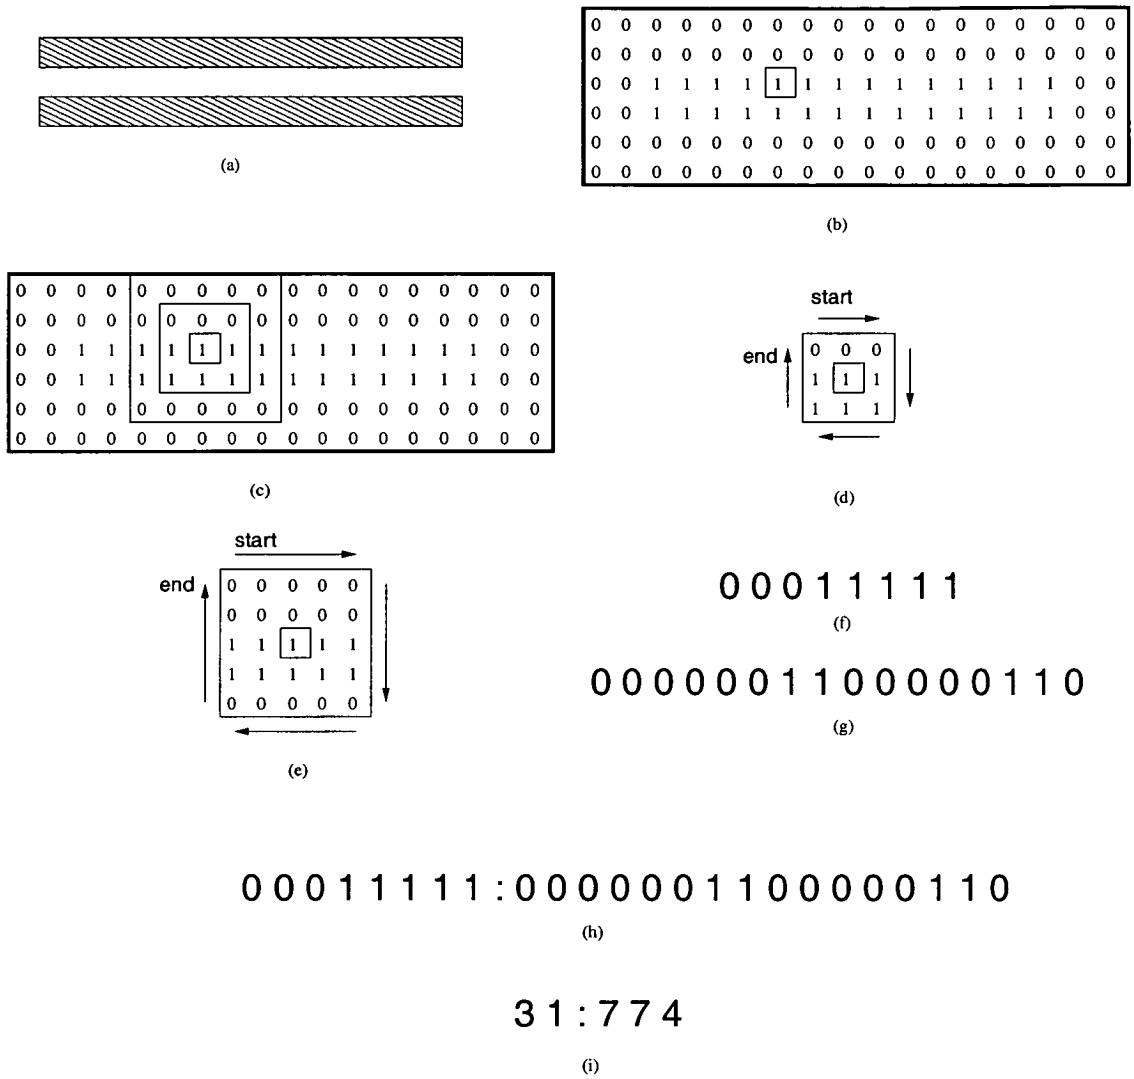 (a)
0 0 0 0 0 0 0 0 0 0 0 0 0 0 0 0 0 0
0 0 0 0 0 0 0 0 0 0 0 0 0 0 0 0 0 0
0 0 1 1 1 1 1 1 1 1 1 1 1 1 1 1 0 0
0 0 1 1 1 1 1 1 1 1 1 1 1 1 1 1 0 0
0 0 0 0 0 0 0 0 0 0 0 0 0 0 0 0 0 0
0 0 0 0 0 0 0 0 0 0 0 0 0 0 0 0 0 0
(b)
0 0 0 0 0 0 0 0 0 0 0 0 0 0 0 0 0 0
0 0 0 0 0 0 0 0 0 0 0 0 0 0 0 0 0 0
0 0 1 1 1 1 1 1 1 1 1 1 1 1 1 1 0 0
0 0 1 1 1 1 1 1 1 1 1 1 1 1 1 1 0 0
0 0 0 0 0 0 0 0 0 0 0 0 0 0 0 0 0 0
0 0 0 0 0 0 0 0 0 0 0 0 0 0 0 0 0 0
(c)
start
end
0 0 0
1 1 1
1 1 1
(d)
start
end
0 0 0 0 0
0 0 0 0 0
1 1 1 1 1
1 1 1 1 1
0 0 0 0 0
(e)
0 0 0 1 1 1 1 1
(f)
0 0 0 0 0 0 1 1 0 0 0 0 0 1 1 0
(g)
0 0 0 1 1 1 1 1 : 0 0 0 0 0 0 1 1 0 0 0 0 0 1 1 0
(h)
3 1 : 7 7 4
(i)